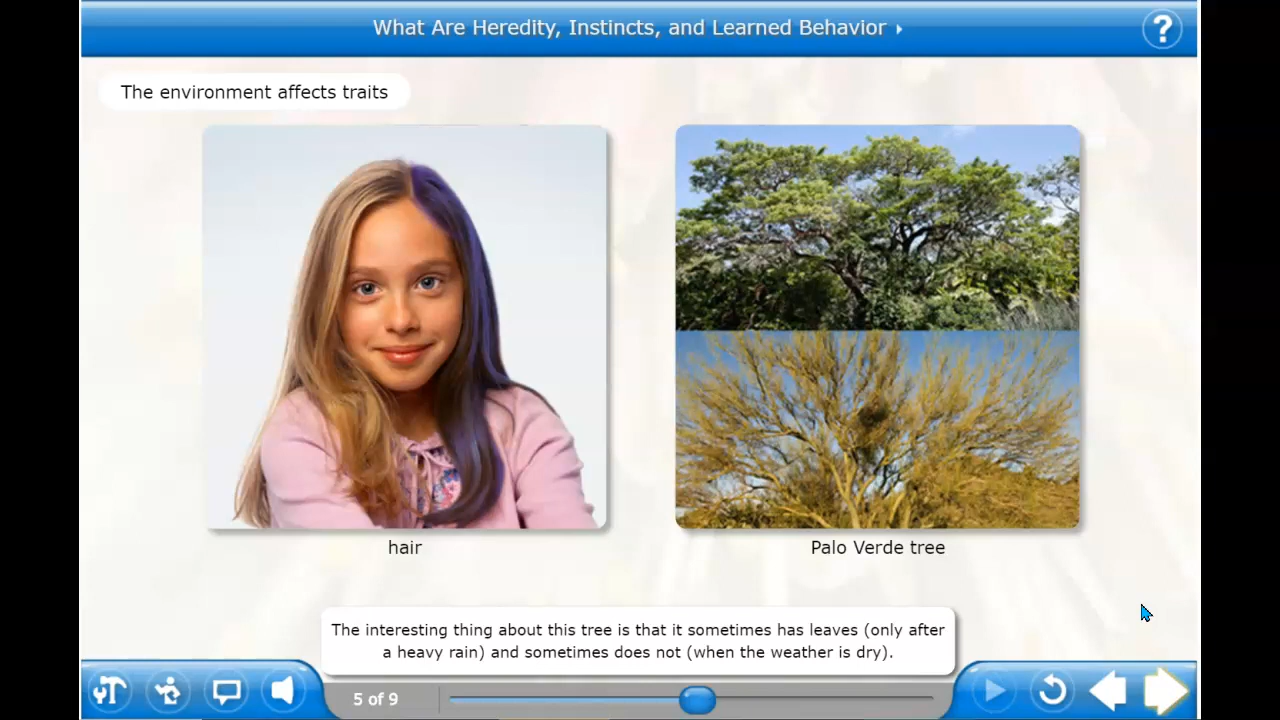 What Are Heredity, Instincts, and Learned Behavior
?
The environment affects traits
hair
Palo Verde tree
The interesting thing about this tree is that it sometimes has leaves (only after
a heavy rain) and sometimes does not (when the weather is dry).
5 of 9